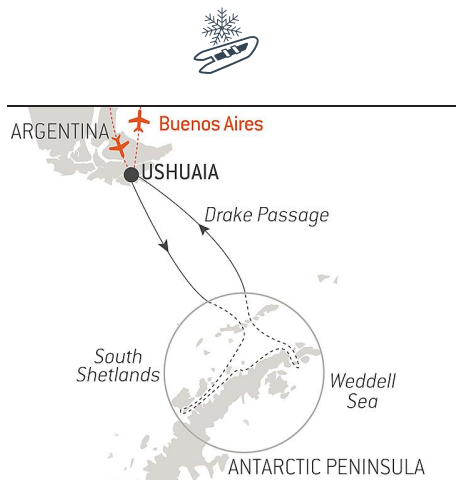 ARGENTINA
Buenos Aires
USHUAIA
Drake Passage
South
Shetlands
Weddell
Sea
ANTARCTIC PENINSULA